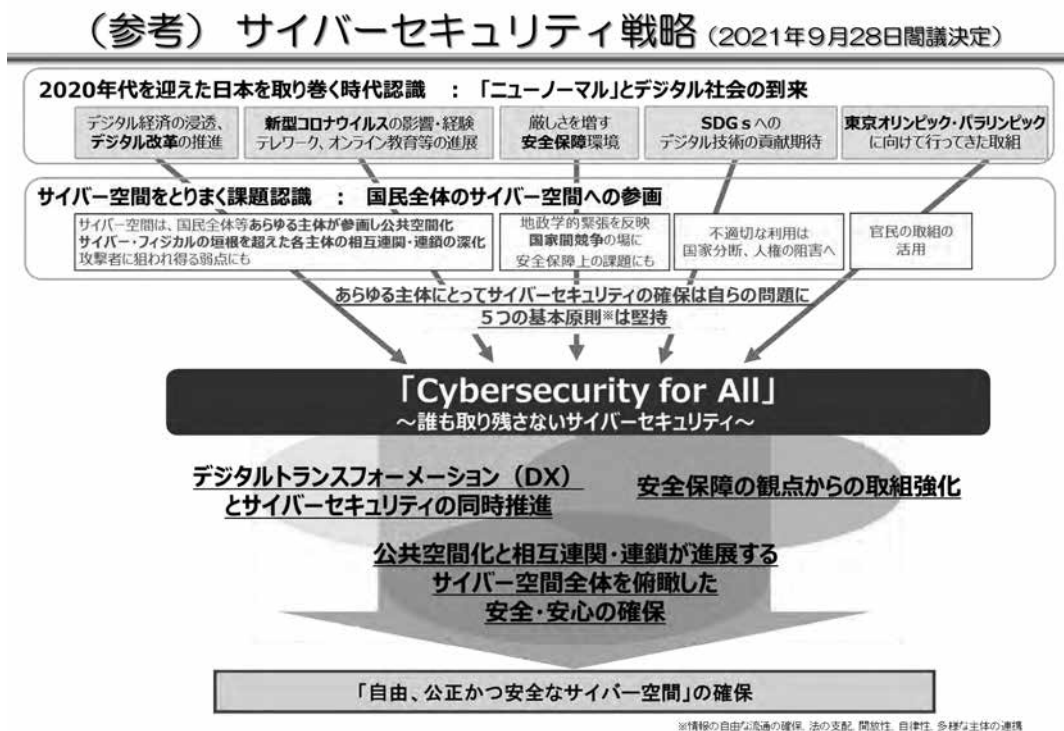 （参考） サイバーセキュリティ戦略（2021年９月28日閣議決定）
2020年代を迎えた日本を取り巻く時代認識 ： 「ニューノーマル」とデジタル社会の到来
デジタル経済の浸透、
デジタル改革の推進
新型コロナウイルスの影響・経験
テレワーク、オンライン教育等の進展
厳しさを増す
安全保障環境
SDGｓへの
デジタル技術の貢献期待
東京オリンピック・パラリンピック
に向けて行ってきた取組
サイバー空間をとりまく課題認識 ： 国民全体のサイバー空間への参画
サイバー空間は、国民全体等あらゆる主体が参画し公共空間化
サイバー・フィジカルの垣根を超えた各主体の相互連関・連鎖の深化
攻撃者に狙われ得る弱点にも
地政学的緊張を反映
国家間競争の場に
安全保障上の課題にも
不適切な利用は
国家分断、人権の阻害へ
官民の取組の
活用
あらゆる主体にとってサイバーセキュリティの確保は自らの問題に
５つの基本原則※は堅持
「Cybersecurity for All」
～誰も取り残さないサイバーセキュリティ～
デジタルトランスフォーメーション（DX）
とサイバーセキュリティの同時推進
安全保障の観点からの取組強化
公共空間化と相互連関・連鎖が進展する
サイバー空間全体を俯瞰した
安全・安心の確保
「自由、公正かつ安全なサイバー空間」の確保
※情報の自由な流通の確保、法の支配、開放性、自律性、多様な主体の連携